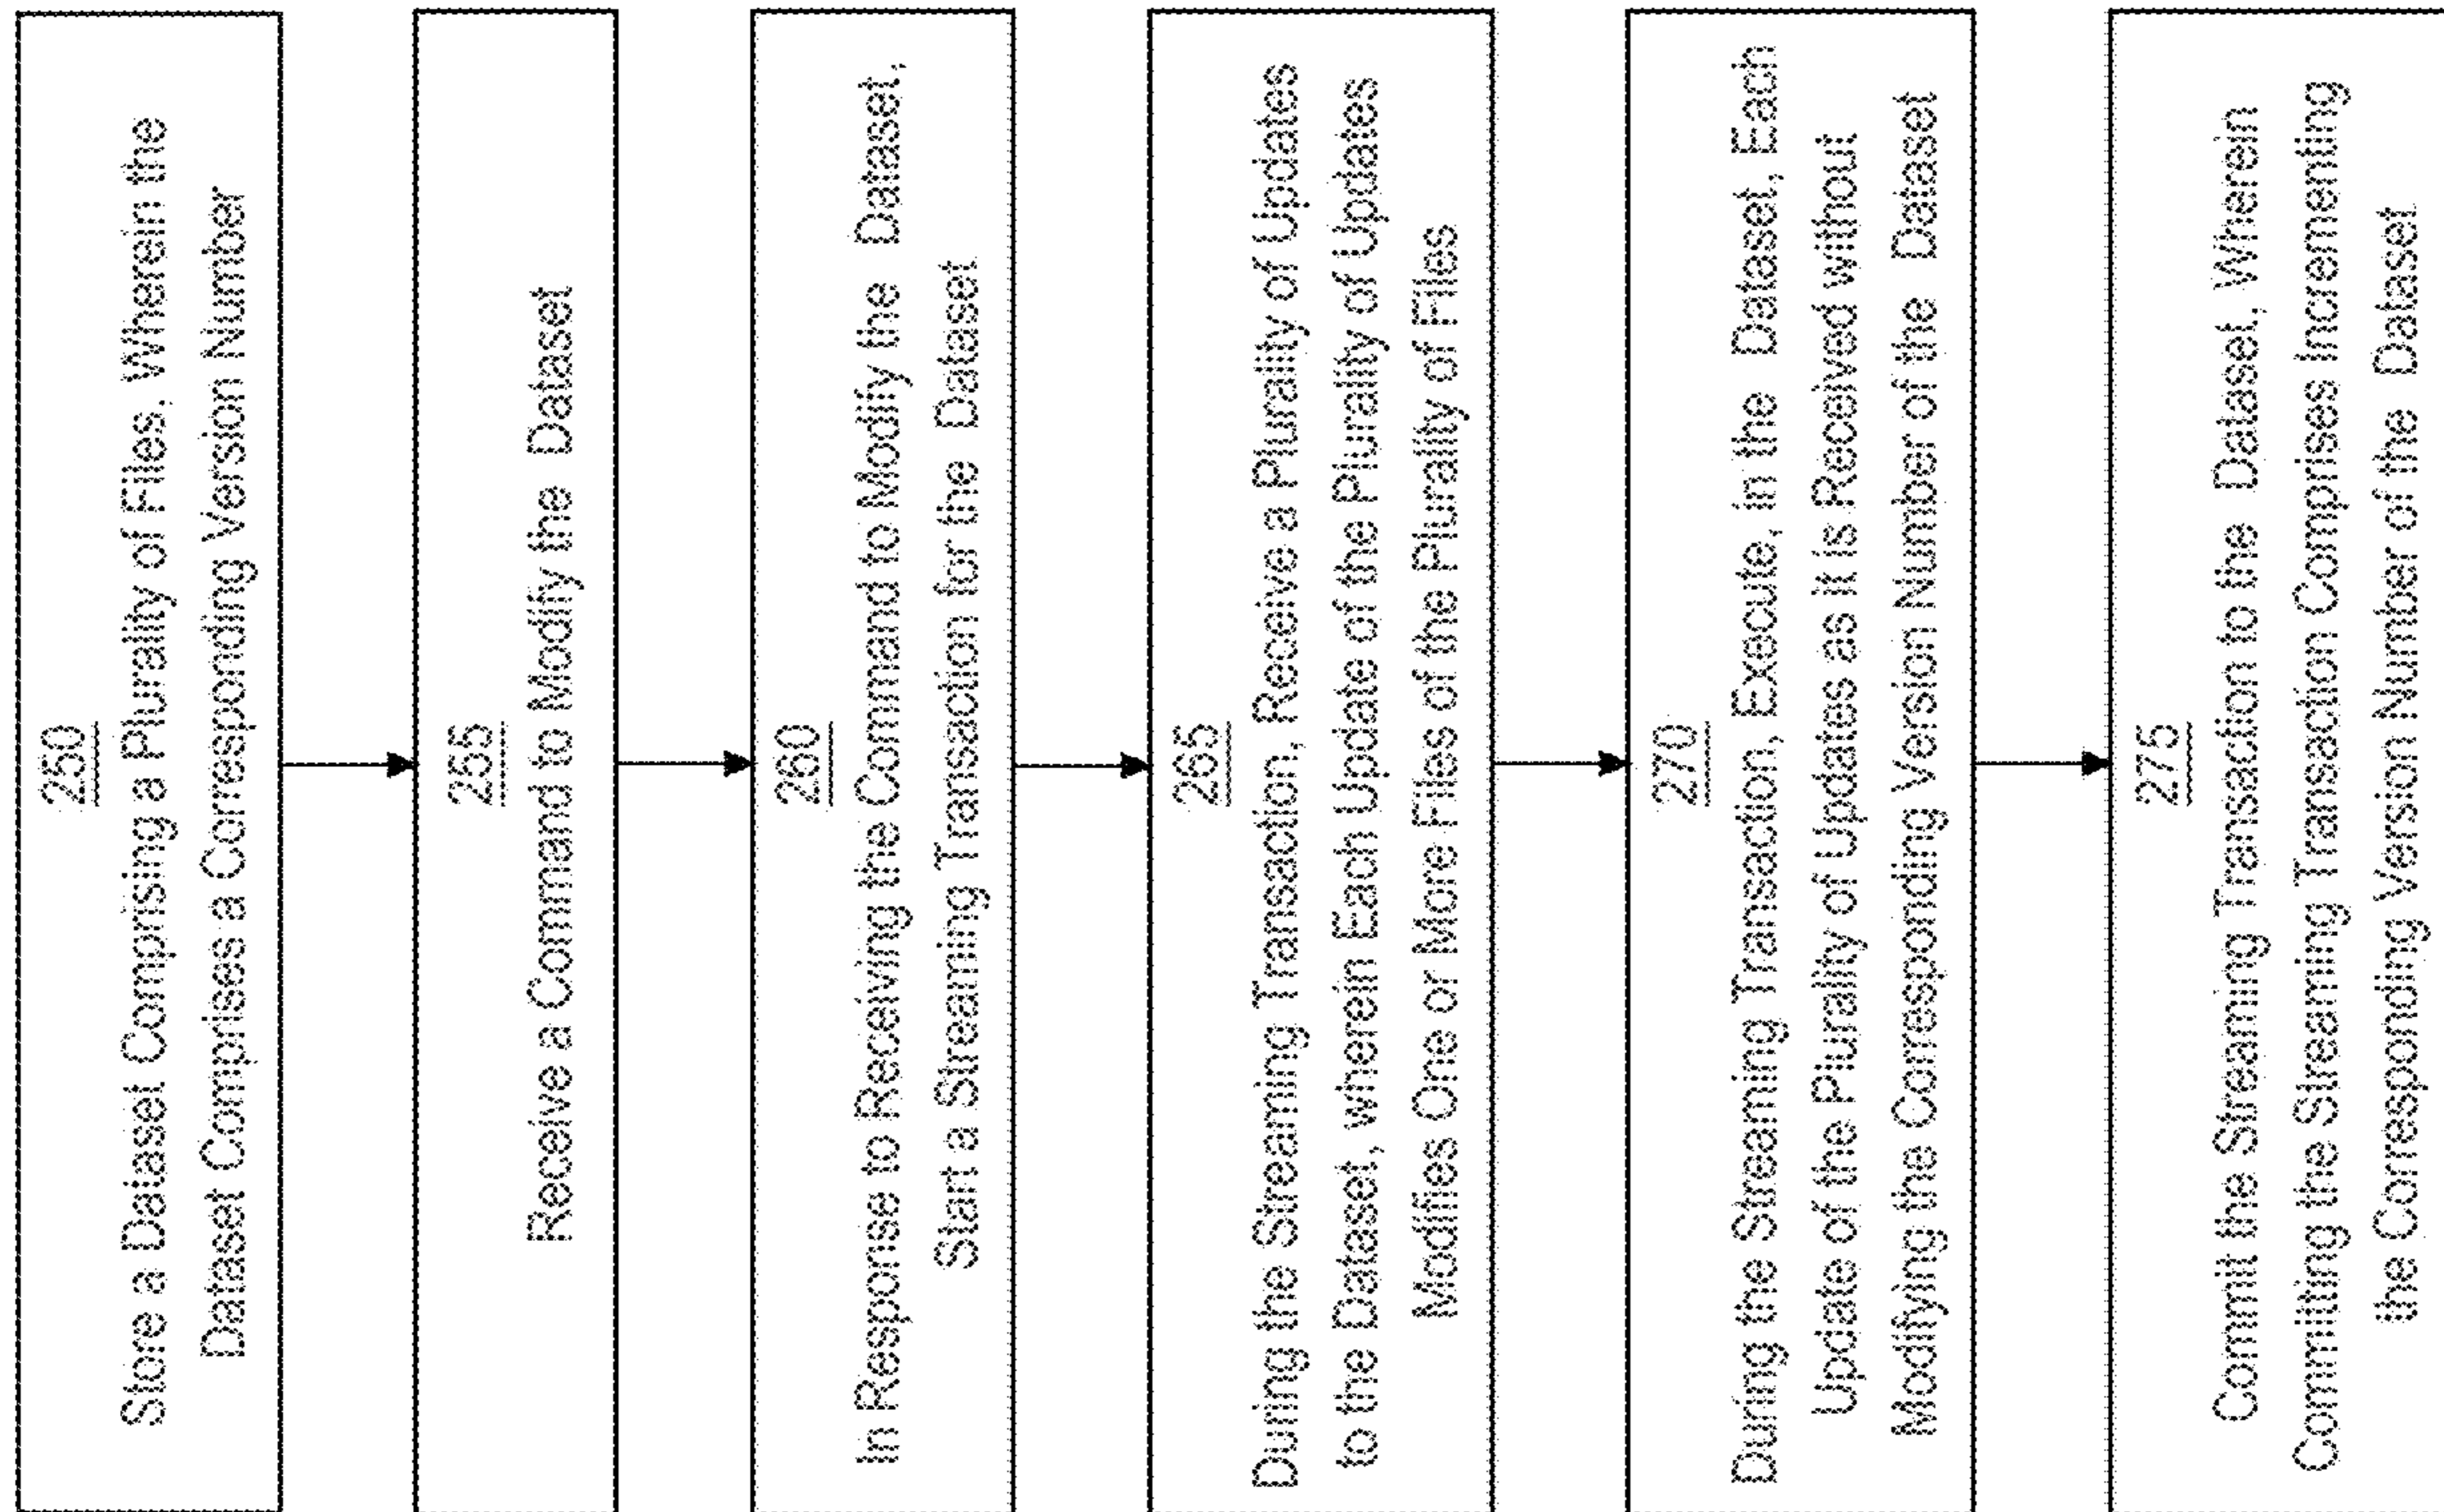 250
Store a Dataset Comprising a Plurality of Files, Wherein the
Dataset Comprises a Corresponding Version Number
255
Receive a Command to Modify the Dataset
260
In Response to Receiving the Command to Modify the Dataset,
Start a Streaming Transaction for the Dataset
265
During the Streaming Transaction, Receive a Plurality of Updates
to the Dataset, wherein Each Update of the Plurality of Updates
Modifies One or More Files of the Plurality of Files
270
During the Streaming Transaction, Execute, in the Dataset, Each
Update of the Plurality of Updates as it is Received without
Modifying the Corresponding Version Number of the Dataset
275
Commit the Streaming Transaction to the Dataset, Wherein
Committing the Streaming Transaction Comprises Incrementing
the Corresponding Version Number of the Dataset